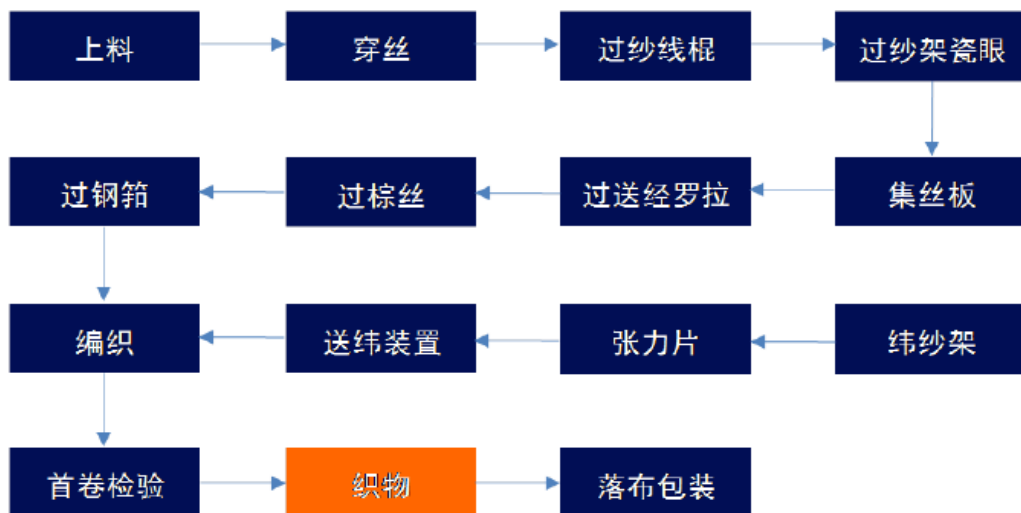 上料
穿丝
过纱线棍
过纱架瓷眼
过钢筘
过棕丝
过送经罗拉
集丝板
编织
送纬装置
张力片
纬纱架
首卷检验
织物
落布包装